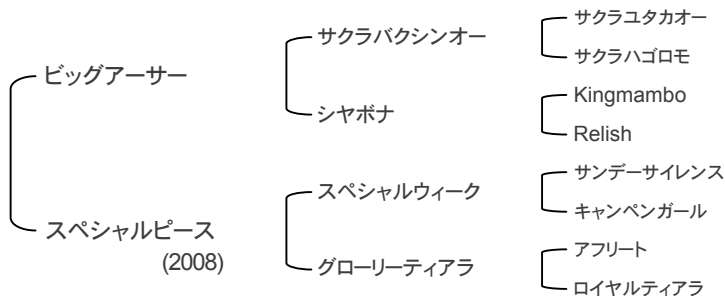 ビッグアーサー
スペシャルピース
(2008)
サクラバクシンオー
シヤボナ
スペシャルウィーク
グローリーティアラ
サクラユタカオー
サクラハゴロモ
Kingmambo
Relish
サンデーサイレンス
キャンペンガール
アフリート
ロイヤルティアラ